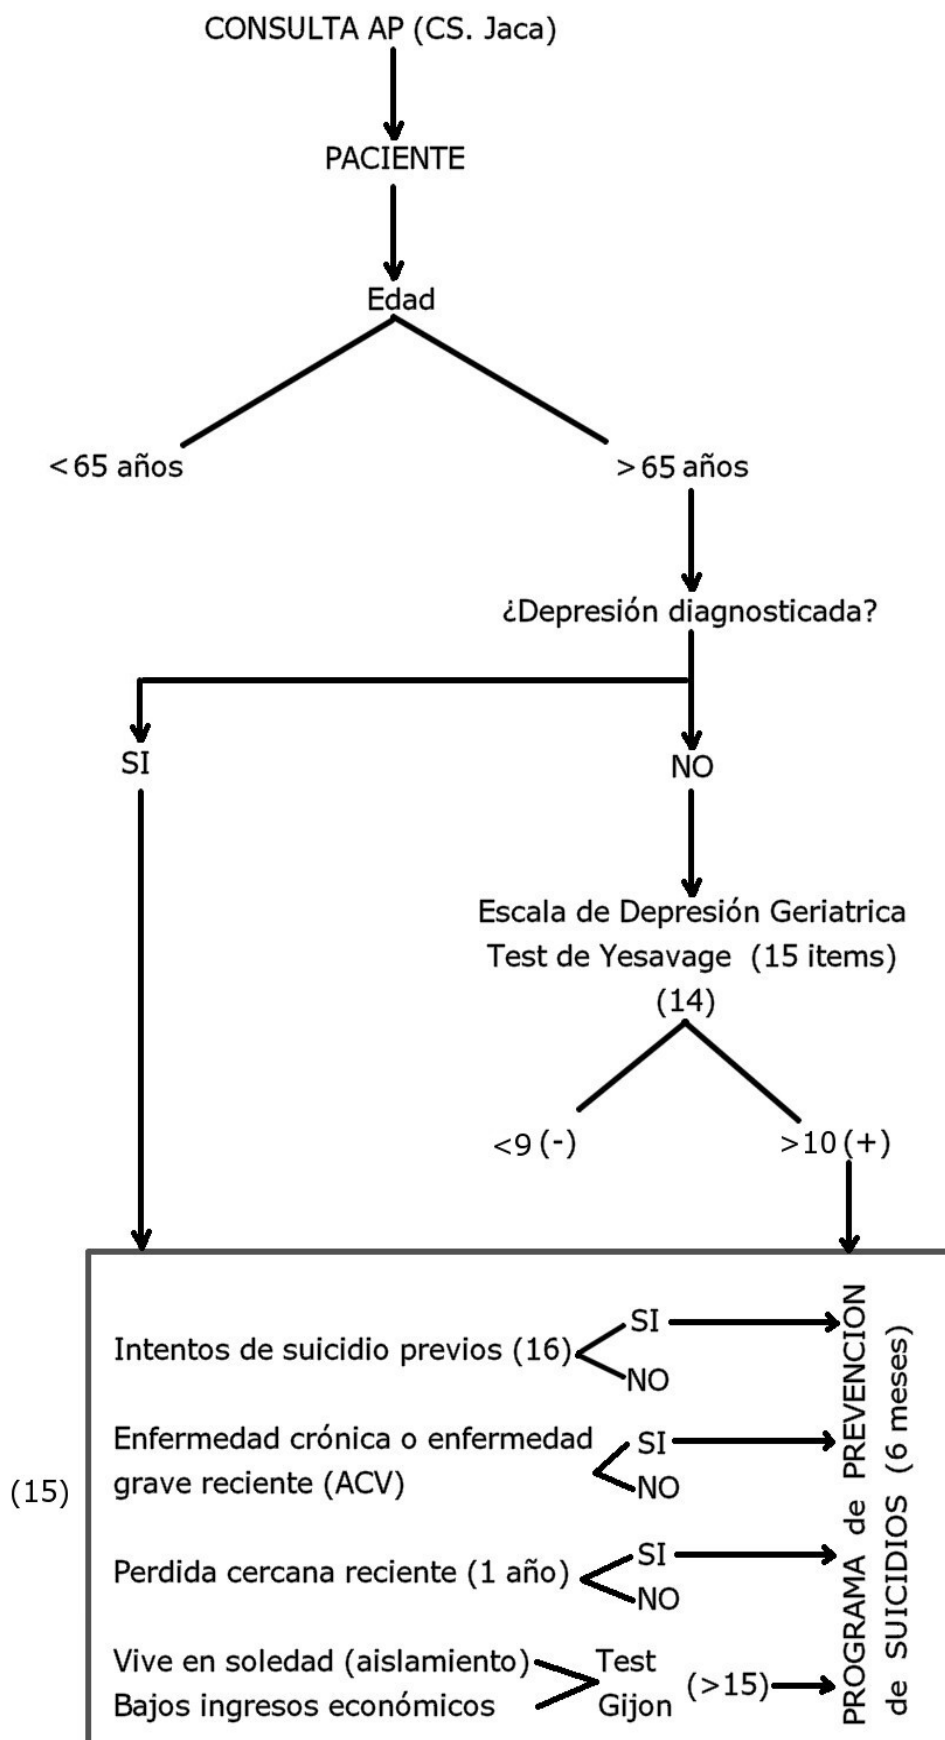 CONSULTA AP (CS. Jaca)
PACIENTE
Edad
<65 años
>65 años
¿Depresión diagnosticada?
SI
NO
Escala de Depresión Geriatrica
Test de Yesavage (15 items)
(14)
<9 (-)
>10 (+)
(15)
Intentos de suicidio previos (16)
SI
NO
Enfermedad crónica o enfermedad
grave reciente (ACV)
SI
NO
Perdida cercana reciente (1 año)
SI
NO
Vive en soledad (aislamiento)
Bajos ingresos económicos
Test
Gijon
(>15)
PROGRAMA de PREVENCION
de SUICIDIOS (6 meses)